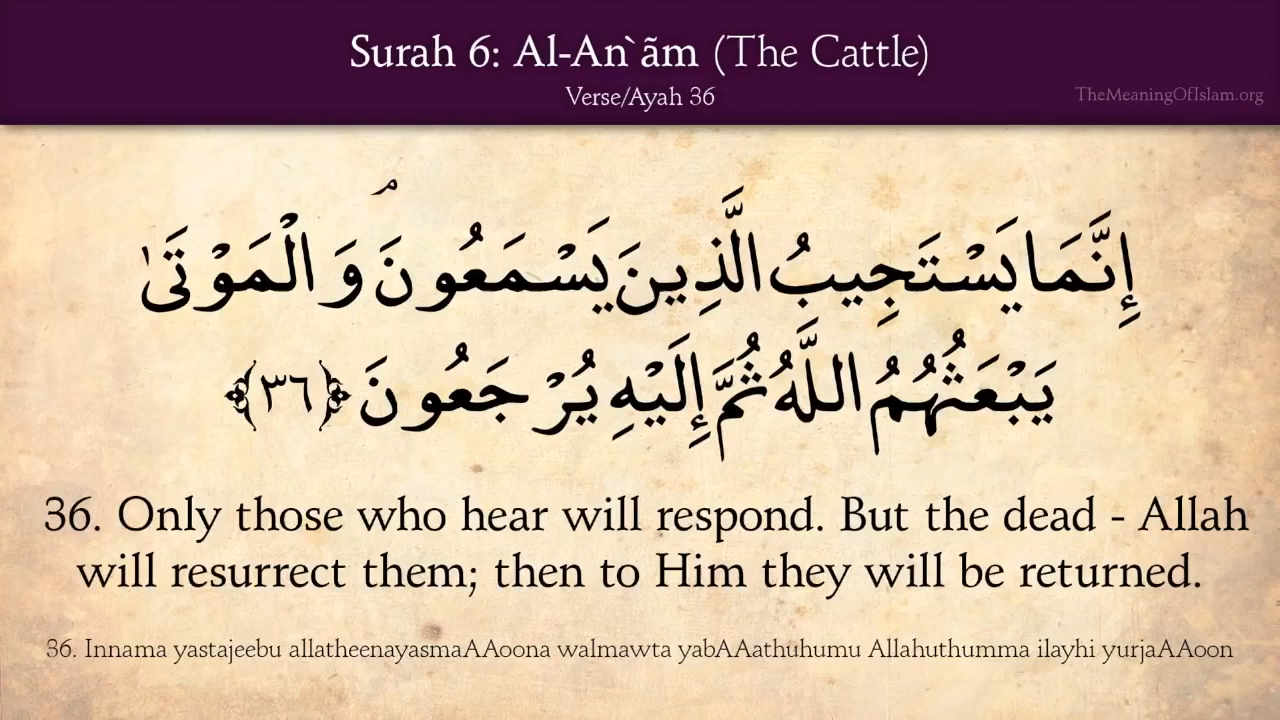 Surah 6: Al-An`ãm (The Cattle)
Verse/Ayah 36
TheMeaningOfIslam.org
إِنَّمَا يَسْتَجِيبُ الَّذِينَ يَسْمَعُونَ ۘ وَالْمَوْتَىٰ
يَبْعَثُهُمُ اللَّهُ ثُمَّ إِلَيْهِ يُرْجَعُونَ ﴿٣٦﴾
36. Only those who hear will respond. But the dead - Allah
will resurrect them; then to Him they will be returned.
36. Innama yastajeebu allatheenayasmaAAoona walmawta yabAAathuhumu Allahuthumma ilayhi yurjaAAoon